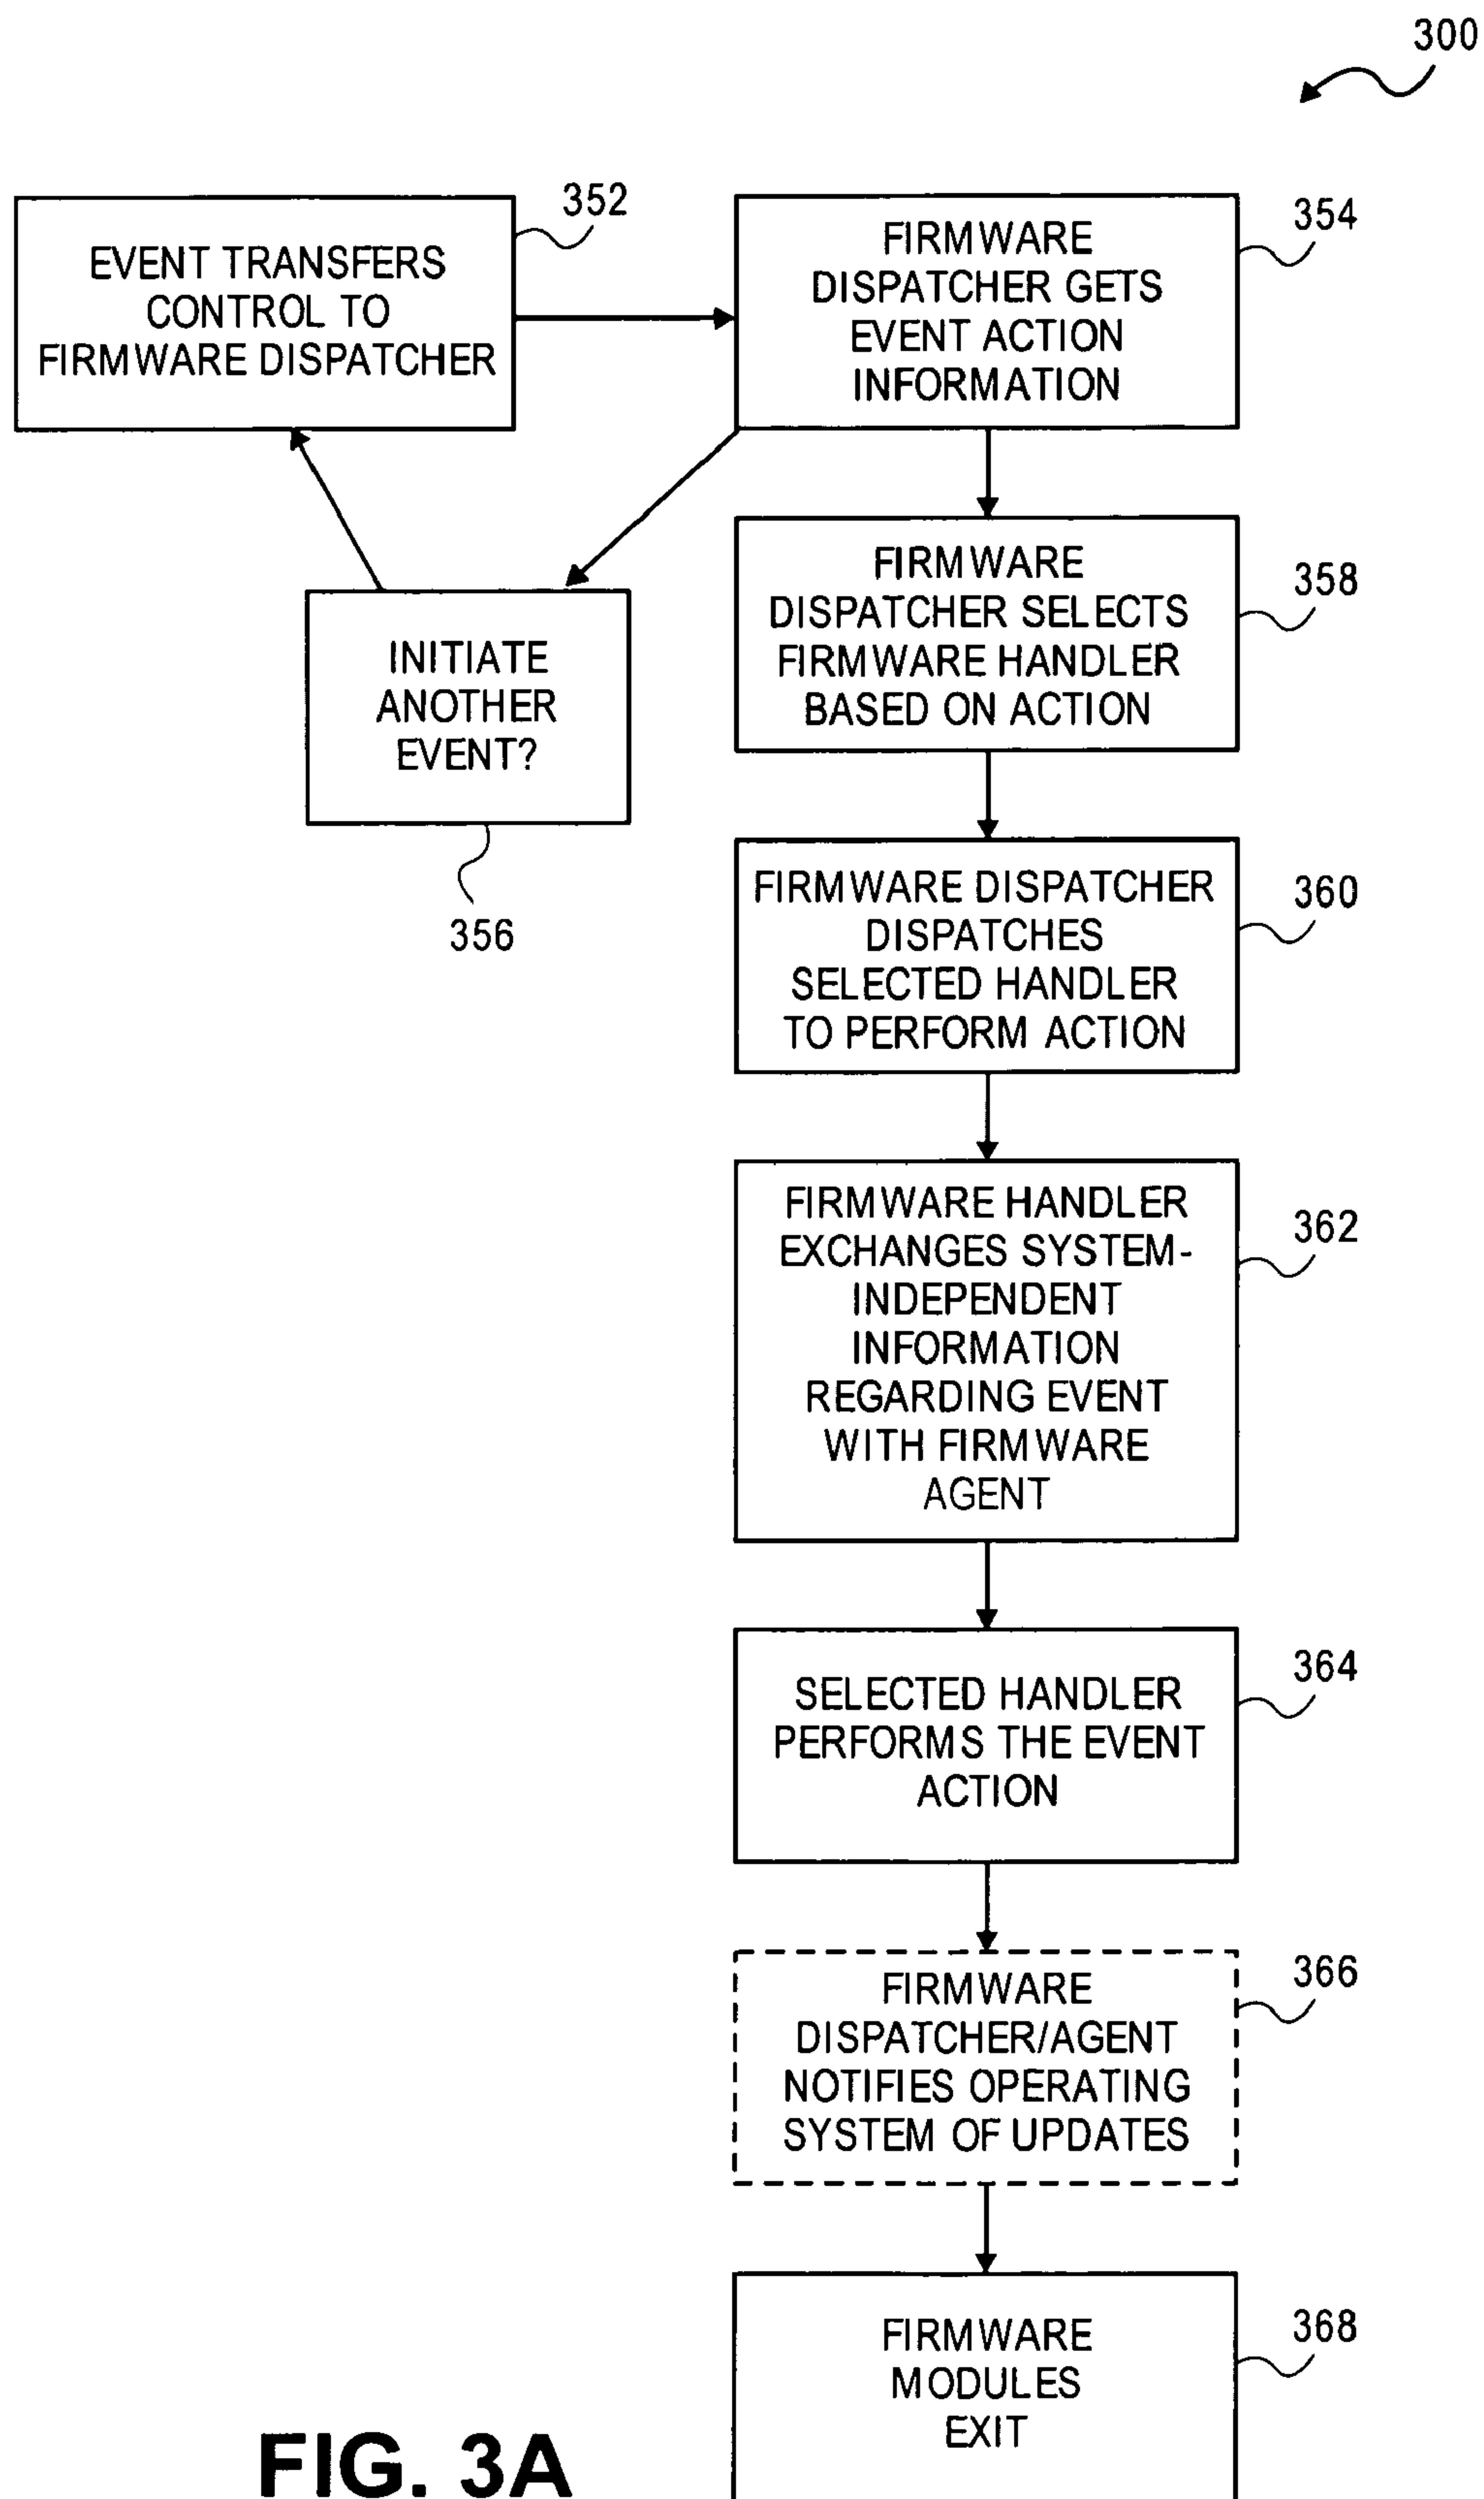 300
352
EVENT TRANSFERS
CONTROL TO
FIRMWARE DISPATCHER
354
FIRMWARE
DISPATCHER GETS
EVENT ACTION
INFORMATION
INITIATE
ANOTHER
EVENT?
356
358
FIRMWARE
DISPATCHER SELECTS
FIRMWARE HANDLER
BASED ON ACTION
360
FIRMWARE DISPATCHER
DISPATCHES
SELECTED HANDLER
TO PERFORM ACTION
362
FIRMWARE HANDLER
EXCHANGES SYSTEM-
INDEPENDENT
INFORMATION
REGARDING EVENT
WITH FIRMWARE
AGENT
364
SELECTED HANDLER
PERFORMS THE EVENT
ACTION
366
FIRMWARE
DISPATCHER/AGENT
NOTIFIES OPERATING
SYSTEM OF UPDATES
368
FIRMWARE
MODULES
EXIT
FIG. 3A